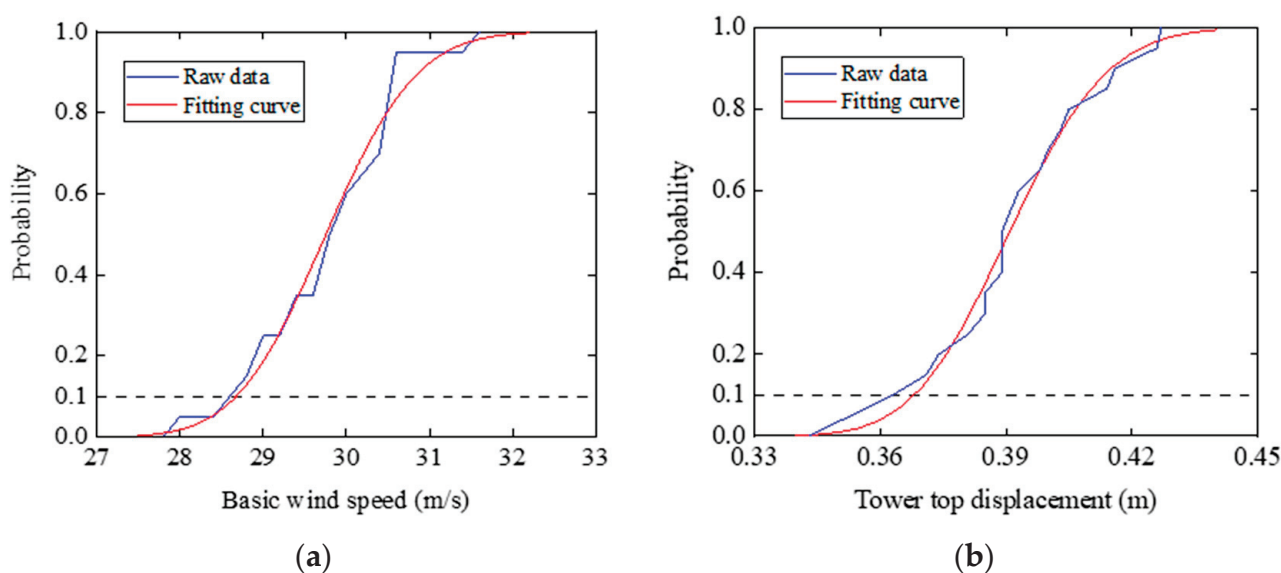 Raw data
Fitting curve
Probability
1.0
0.8
0.6
0.4
0.2
0.1
0.0
27 28 29 30 31 32 33
Basic wind speed (m/s)
(a)
Raw data
Fitting curve
Probability
1.0
0.8
0.6
0.4
0.2
0.1
0.0
0.33 0.36 0.39 0.42 0.45
Tower top displacement (m)
(b)